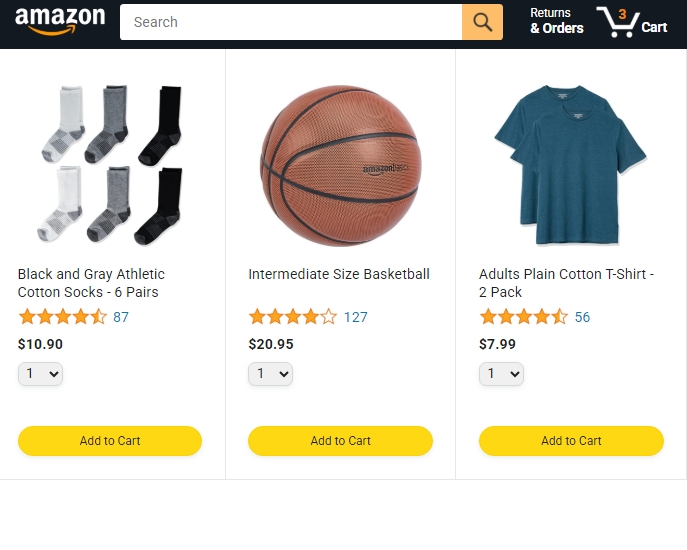 amazon
Search
Returns
& Orders
3
Cart
amazonbasics
Black and Gray Athletic
Cotton Socks - 6 Pairs
87
$10.90
1
Add to Cart
Intermediate Size Basketball
127
$20.95
1
Add to Cart
Adults Plain Cotton T-Shirt -
2 Pack
56
$7.99
1
Add to Cart